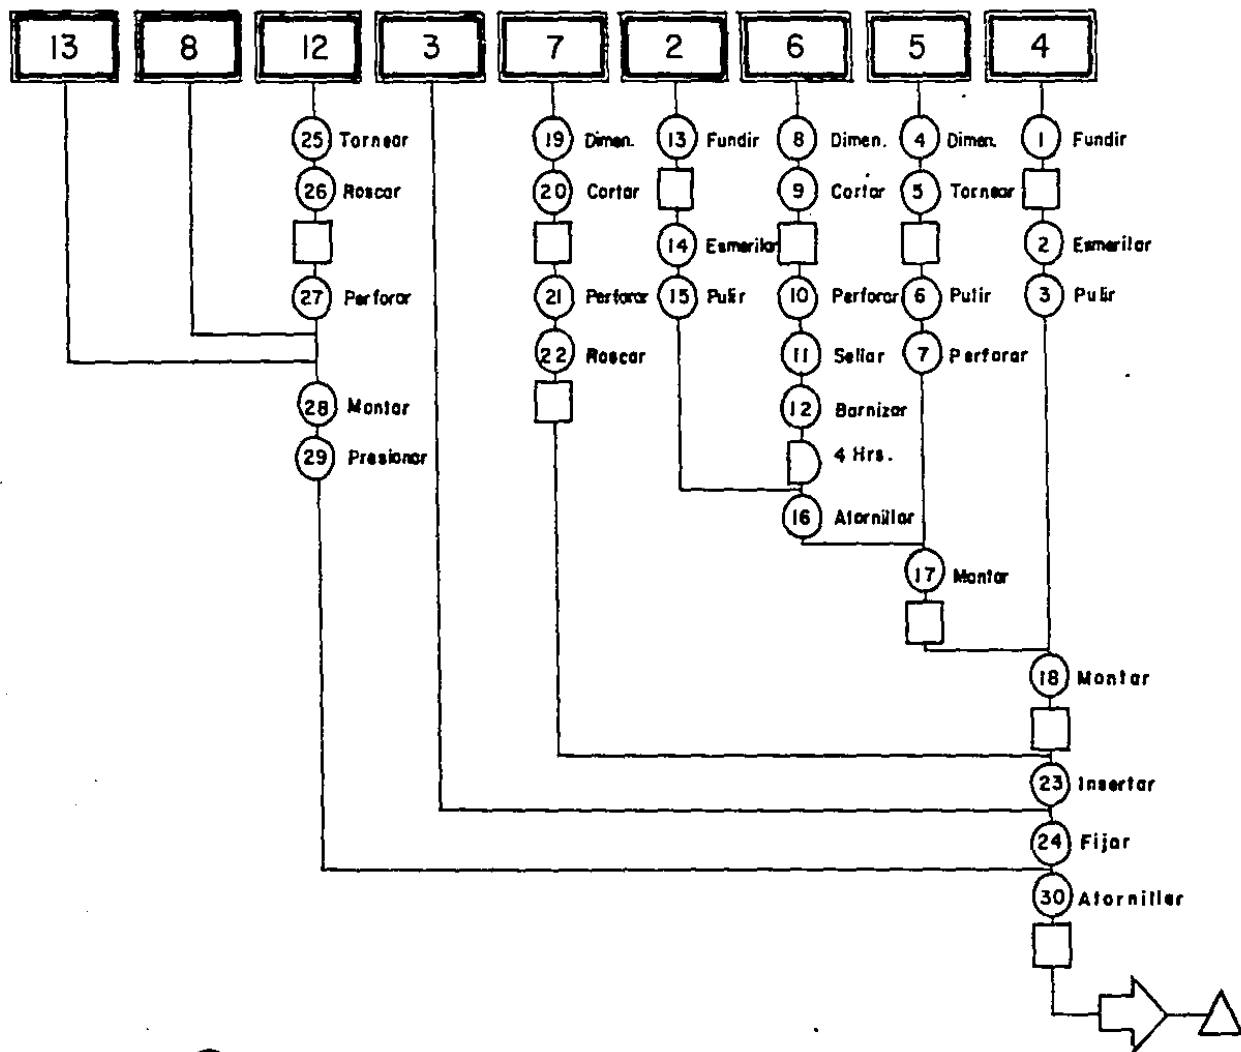 13 8 12 3 7 2 6 5 4
25 Tornear 19 Dimen. 13 Fundir 8 Dimen. 4 Dimen. 1 Fundir
26 Roscar 20 Cortar 9 Cortar 5 Tornear
14 Esmerilar 2 Esmerilar
27 Perforar 21 Perforar 15 Pulir 10 Perforar 6 Pulir 3 Pulir
22 Roscar 11 Sellar 7 Perforar
28 Montar 12 Barnizar
29 Presionar 4 Hrs.
16 Atornillar
17 Montar
18 Montar
23 Insertar
24 Fijar
30 Atornillar